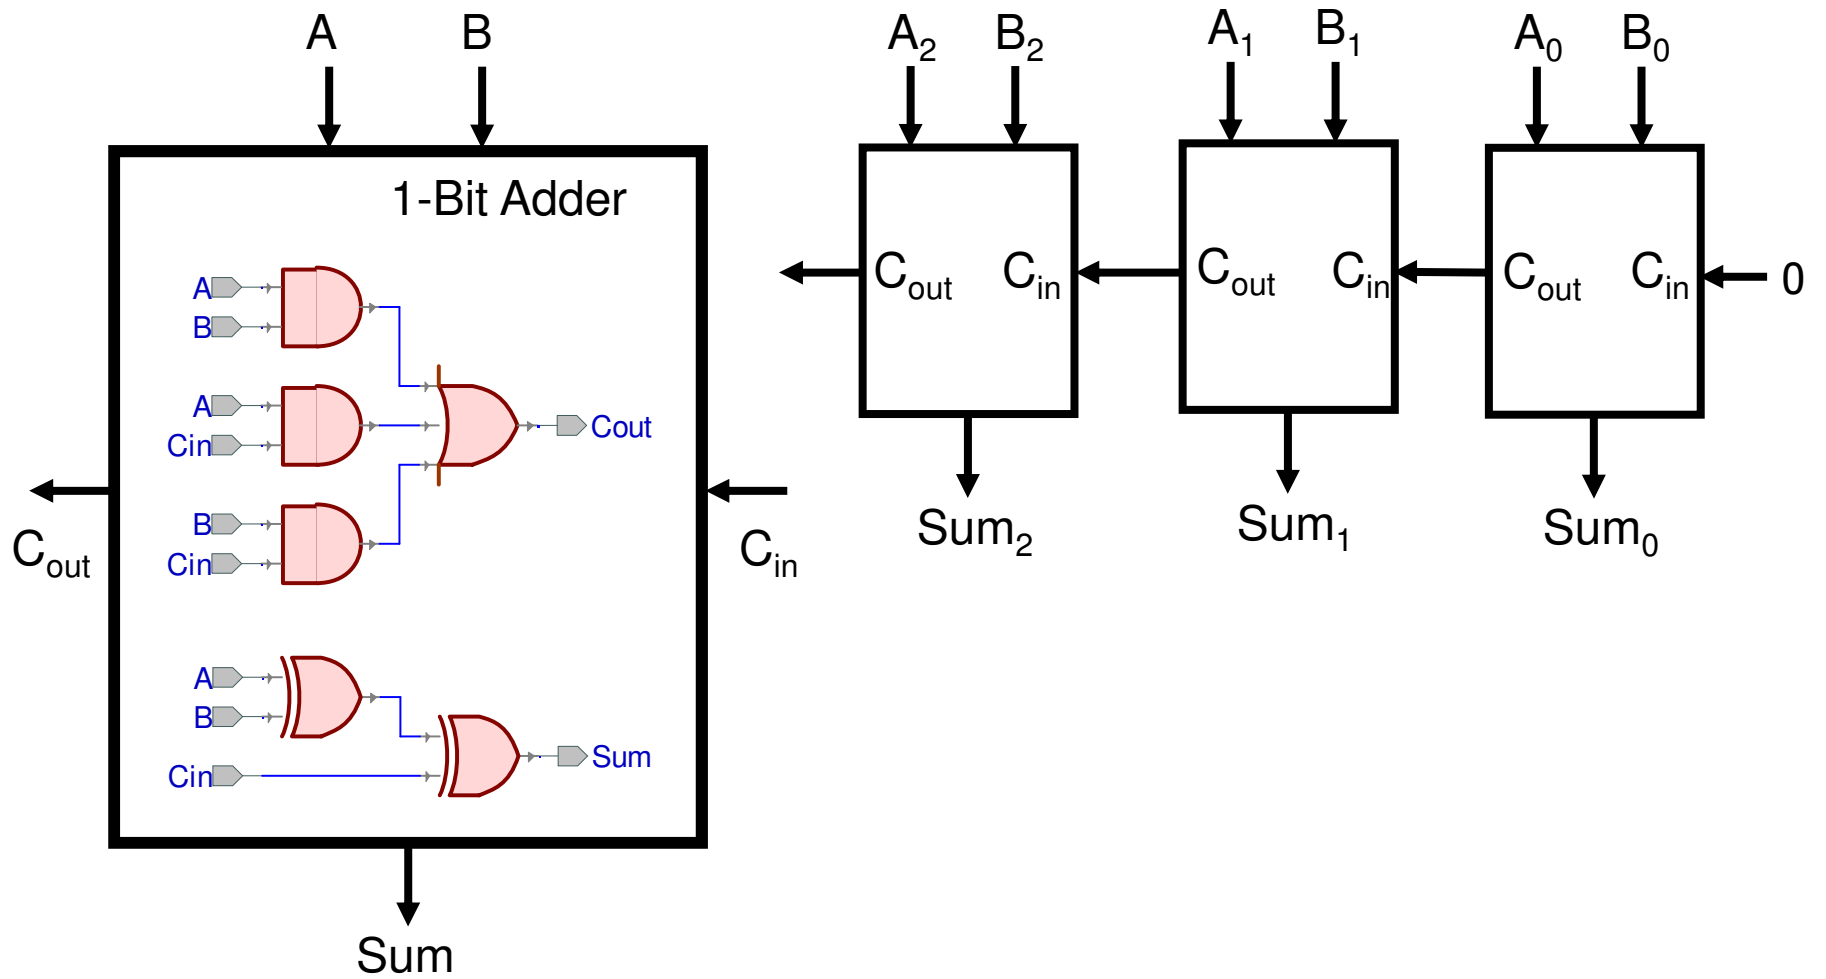 A B
1-Bit Adder
A
B
A
Cin
Cout
B
Cin
Cout
Cin
A
B
Sum
Cin
Sum
A2 B2 A1 B1 A0 B0
Cout Cin Cout Cin Cout Cin 0
Sum2 Sum1 Sum0